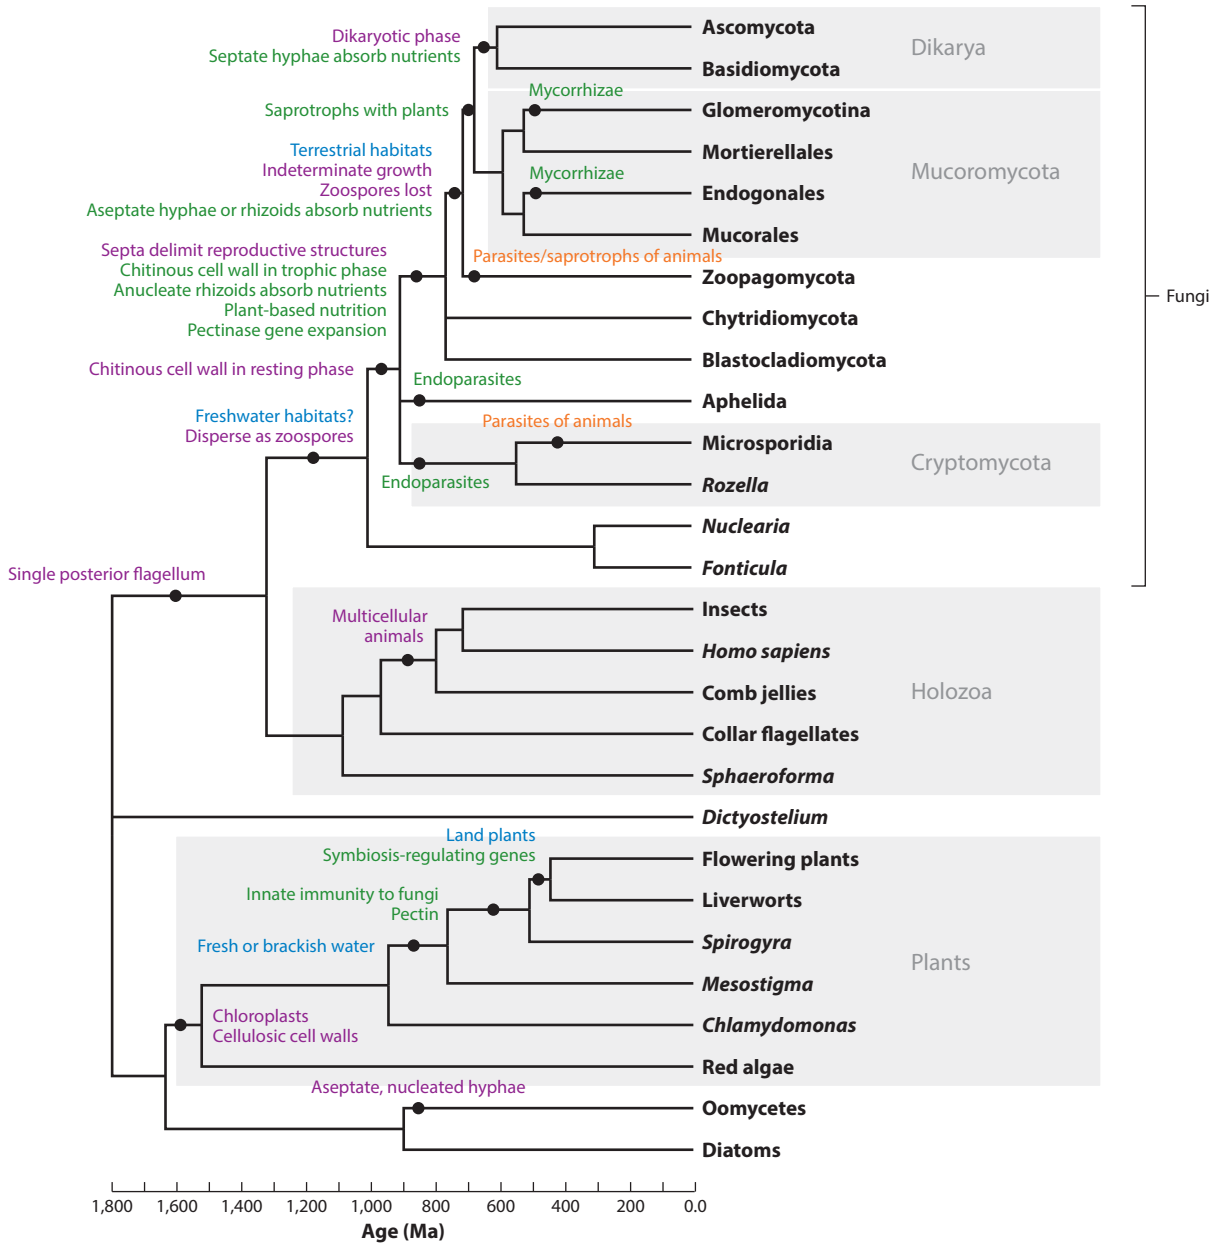 Dikaryotic phase
Septate hyphae absorb nutrients
Ascomycota
Dikarya
Basidiomycota
Saprotrophs with plants
Mycorrhizae
Glomeromycotina
Mortierellales
Mucoromycota
Terrestrial habitats
Indeterminate growth
Zoospores lost
Aseptate hyphae or rhizoids absorb nutrients
Mycorrhizae
Endogonales
Mucorales
Parasites/saprotrophs of animals
Zoopagomycota
Fungi
Septa delimit reproductive structures
Chitinous cell wall in trophic phase
Anucleate rhizoids absorb nutrients
Plant-based nutrition
Pectinase gene expansion
Chytridiomycota
Blastocladiomycota
Chitinous cell wall in resting phase
Endoparasites
Aphelida
Freshwater habitats?
Disperse as zoospores
Parasites of animals
Microsporidia
Cryptomycota
Endoparasites
Rozella
Nuclearia
Fonticula
Single posterior flagellum
Insects
Multicellular
animals
Homo sapiens
Comb jellies
Holozoa
Collar flagellates
Sphaeroforma
Dictyostelium
Land plants
Symbiosis-regulating genes
Flowering plants
Innate immunity to fungi
Pectin
Liverworts
Fresh or brackish water
Spirogyra
Plants
Mesostigma
Chloroplasts
Cellulosic cell walls
Chlamydomonas
Red algae
Aseptate, nucleated hyphae
Oomycetes
Diatoms
1,800 1,600 1,400 1,200 1,000 800 600 400 200 0.0
Age (Ma)